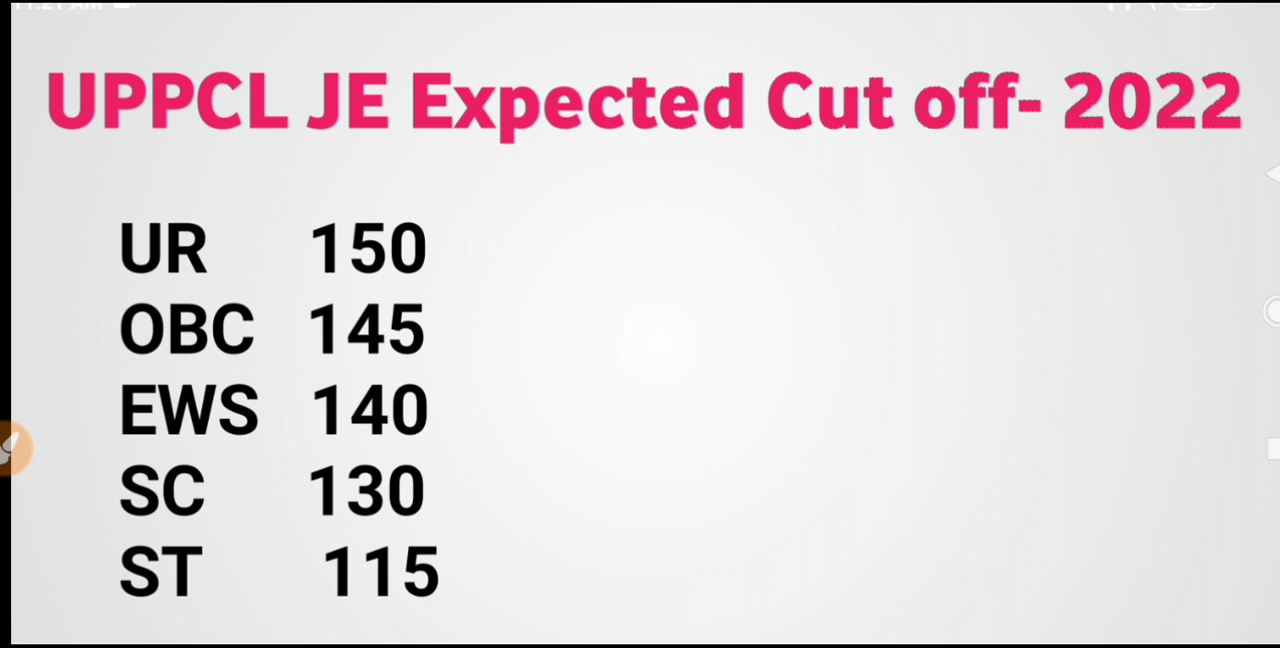 UPPCL JE Expected Cut off- 2022
UR 150
OBC 145
EWS 140
SC 130
ST 115